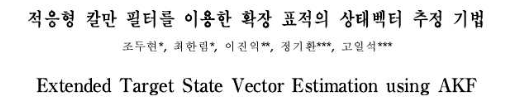 적응형 칼만 필터를 이용한 확장 표적의 상태벡터 추정 기법
조두현*, 최한림*, 이진익**, 정기환***, 고일석***
Extended Target State Vector Estimation using AKF